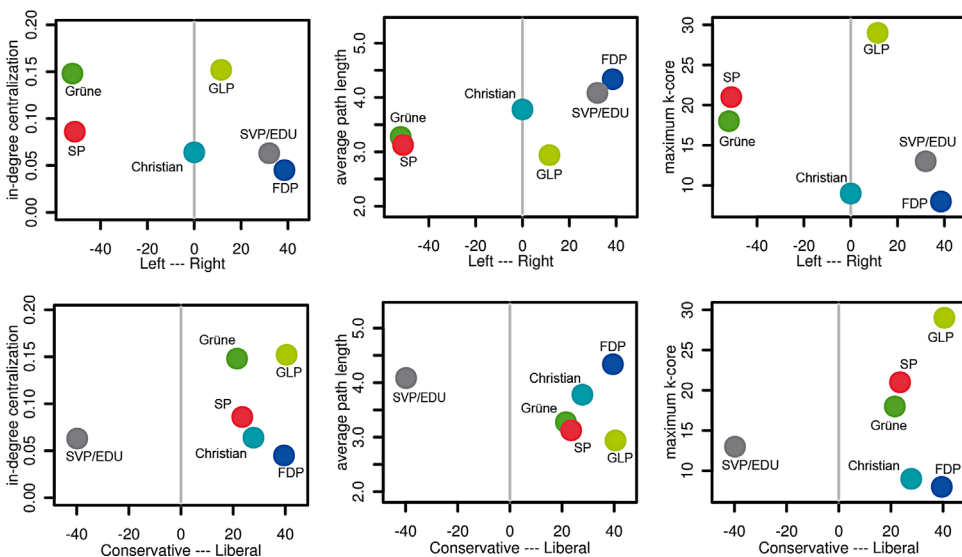 in-degree centralization
0.20
0.15
0.10
0.05
0.00
Grüne
GLP
SP
Christian
SVP/EDU
FDP
-40 -20 0 20 40
Left --- Right
average path length
5.0
4.0
3.0
2.0
FDP
Christian
SVP/EDU
Grüne
SP
GLP
-40 -20 0 20 40
Left --- Right
maximum k-core
30
25
20
15
10
GLP
SP
Grüne
SVP/EDU
Christian
FDP
-40 -20 0 20 40
Left --- Right
in-degree centralization
0.20
0.15
0.10
0.05
0.00
Grüne
GLP
SP
SVP/EDU
Christian
FDP
-40 -20 0 20 40
Conservative --- Liberal
average path length
5.0
4.0
3.0
2.0
FDP
Christian
SVP/EDU
Grüne
SP
GLP
-40 -20 0 20 40
Conservative --- Liberal
maximum k-core
30
25
20
15
10
GLP
SP
Grüne
SVP/EDU
Christian
FDP
-40 -20 0 20 40
Conservative --- Liberal